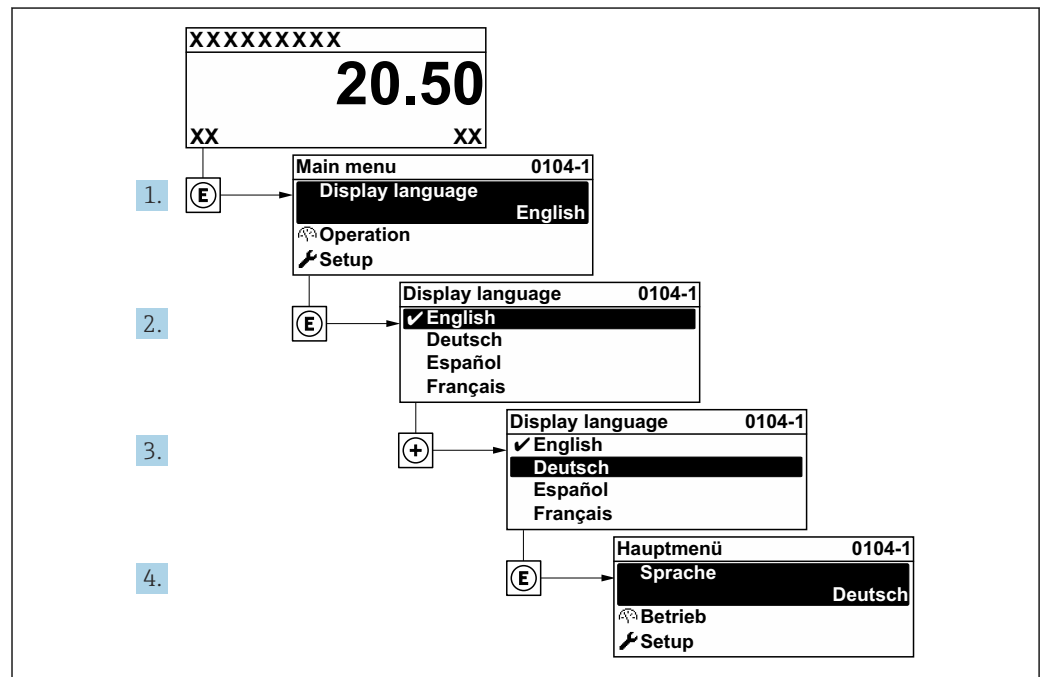 XXXXXXXXX
20.50
XX XX
1. E
Main menu 0104-1
Display language
English
Operation
Setup
2. E
Display language 0104-1
✔English
Deutsch
Español
Français
3. +
Display language 0104-1
✔English
Deutsch
Español
Français
4. E
Hauptmenü 0104-1
Sprache
Deutsch
Betrieb
Setup